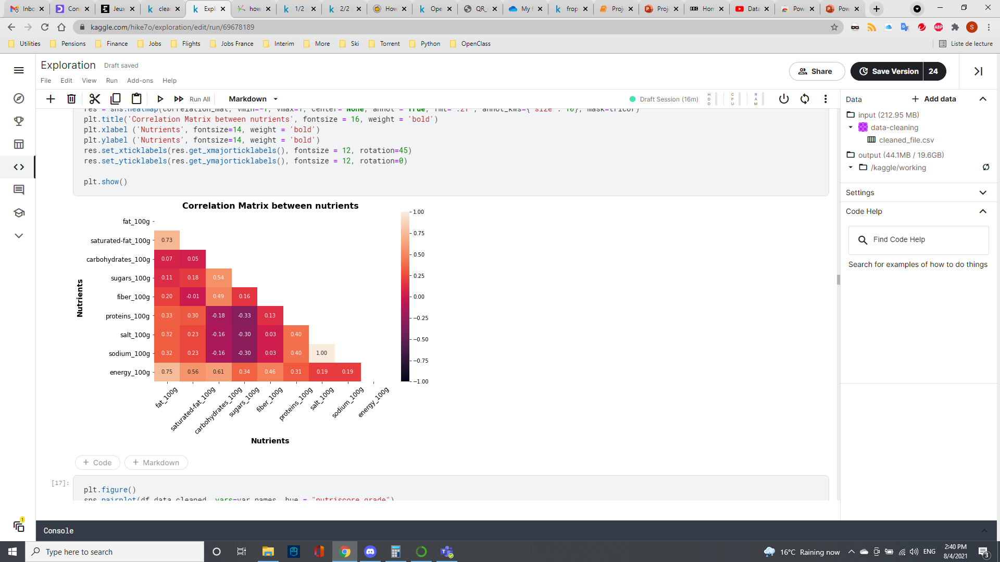 Inbo
Con
Jeux
clea
Expl
how
1/2 :
2/2 :
How
Ope
QR_
My f
frop
Proj
Proj
Hon
Data
Pow
Pow
kaggle.com/hike7o/exploration/edit/run/69678189
Utilities
Pensions
Finance
Jobs
Flights
Jobs France
Interim
More
Ski
Torrent
Python
OpenClass
Liste de lecture
Exploration
Draft saved
File
Edit
View
Run
Add-ons
Help
Share
Save Version
24
Run All
Markdown
Draft Session (16m)
HDD
CPU
RAM
Data
Add data
input (212.95 MB)
data-cleaning
cleaned_file.csv
output (44.1MB / 19.6GB)
/kaggle/working
Settings
Code Help
Find Code Help
Search for examples of how to do things
res = sns.heatmap(correlation_mat, vmin=-1, vmax=1, center= None, annot = True, fmt='.2f', annot_kws={'size': 10}, mask=tricor)
plt.title('Correlation Matrix between nutrients', fontsize = 16, weight = 'bold')
plt.xlabel ('Nutrients', fontsize=14, weight = 'bold')
plt.ylabel ('Nutrients', fontsize=14, weight = 'bold')
res.set_xticklabels(res.get_xmajorticklabels(), fontsize = 12, rotation=45)
res.set_yticklabels(res.get_ymajorticklabels(), fontsize = 12, rotation=0)
plt.show()
Correlation Matrix between nutrients
fat_100g
saturated-fat_100g 0.73
carbohydrates_100g 0.07 0.05
sugars_100g 0.11 0.18 0.54
fiber_100g 0.20 -0.01 0.49 0.16
proteins_100g 0.33 0.30 -0.18 -0.33 0.13
salt_100g 0.32 0.23 -0.16 -0.30 0.03 0.40
sodium_100g 0.32 0.23 -0.16 -0.30 0.03 0.40 1.00
energy_100g 0.75 0.56 0.61 0.34 0.46 0.31 0.19 0.19
Nutrients
fat_100g
saturated-fat_100g
carbohydrates_100g
sugars_100g
fiber_100g
proteins_100g
salt_100g
sodium_100g
energy_100g
Nutrients
1.00
0.75
0.50
0.25
0.00
−0.25
−0.50
−0.75
−1.00
+ Code
+ Markdown
[17]:
plt.figure()
sns.pairplot(df_data_cleaned, vars=var_names, hue = "nutriscore_grade")
1
Console
Type here to search
16°C Raining now
ENG
2:40 PM
8/4/2021
3